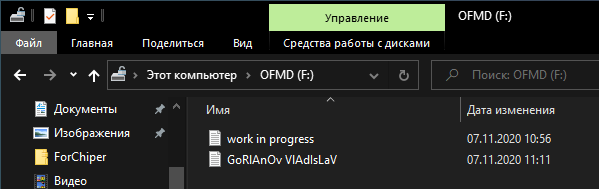 Управление
OFMD (F:)
Файл Главная Поделиться Вид Средства работы с дисками
Этот компьютер > OFMD (F:)
Поиск: OFMD (F:)
Документы
Изображения
ForChiper
Видео
Имя Дата изменения
work in progress 07.11.2020 10:56
GoRIAnOv VlAdIsLaV 07.11.2020 11:11